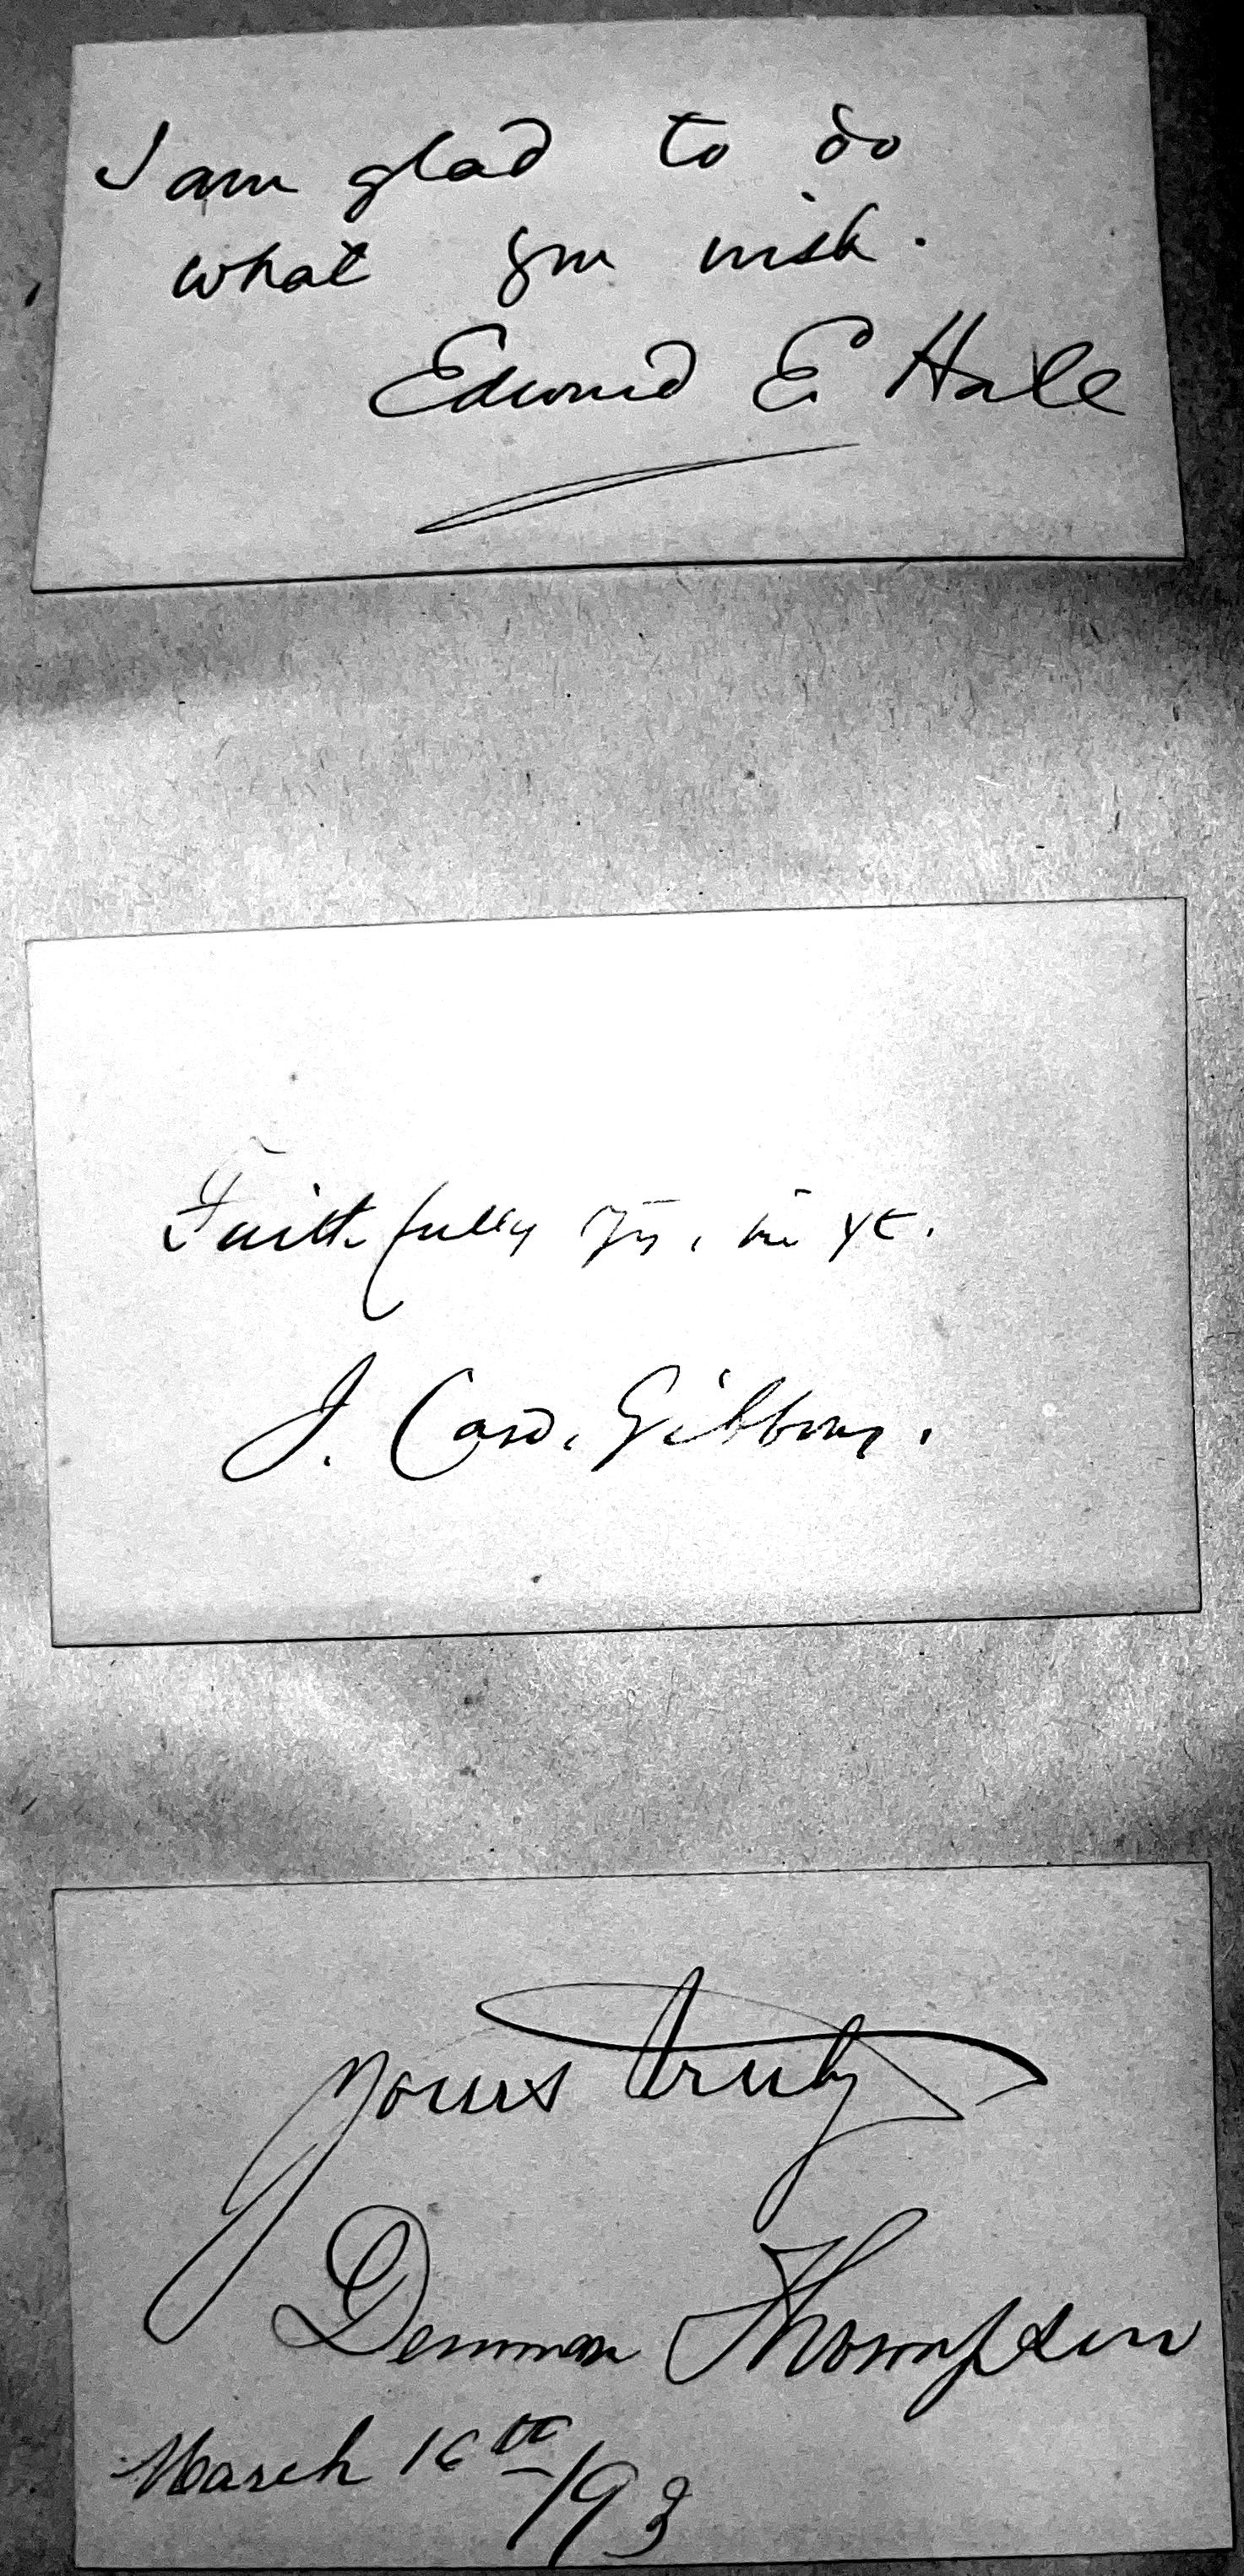 I am glad to do
what you wish.
Edward E Hale
Faithfully Yrs, in Xt.
J. Card. Gibbons.
Yours truly
Denman Thompson
March 16th /93